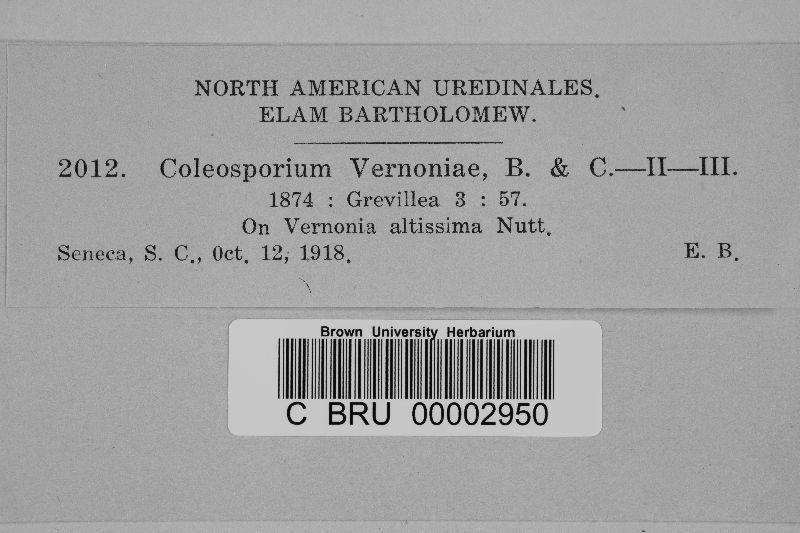 NORTH AMERICAN UREDINALES.
ELAM BARTHOLOMEW.
2012. Coleosporium Vernoniae, B. & C.—II—III.
1874 : Grevillea 3 : 57.
On Vernonia altissima Nutt.
Seneca, S. C., Oct. 12, 1918. E. B.
Brown University Herbarium
C BRU 00002950